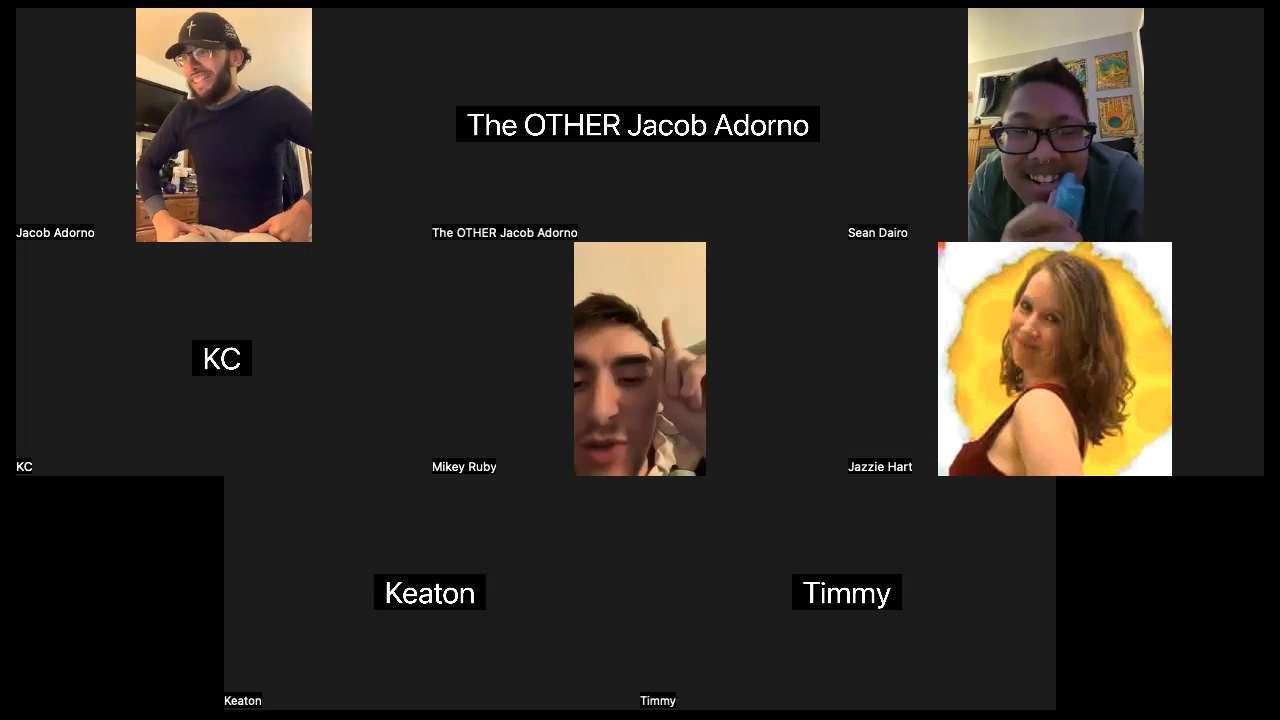 The OTHER Jacob Adorno
Jacob Adorno
The OTHER Jacob Adorno
Sean Dairo
KC
KC
Mikey Ruby
Jazzie Hart
Keaton
Timmy
Keaton
Timmy